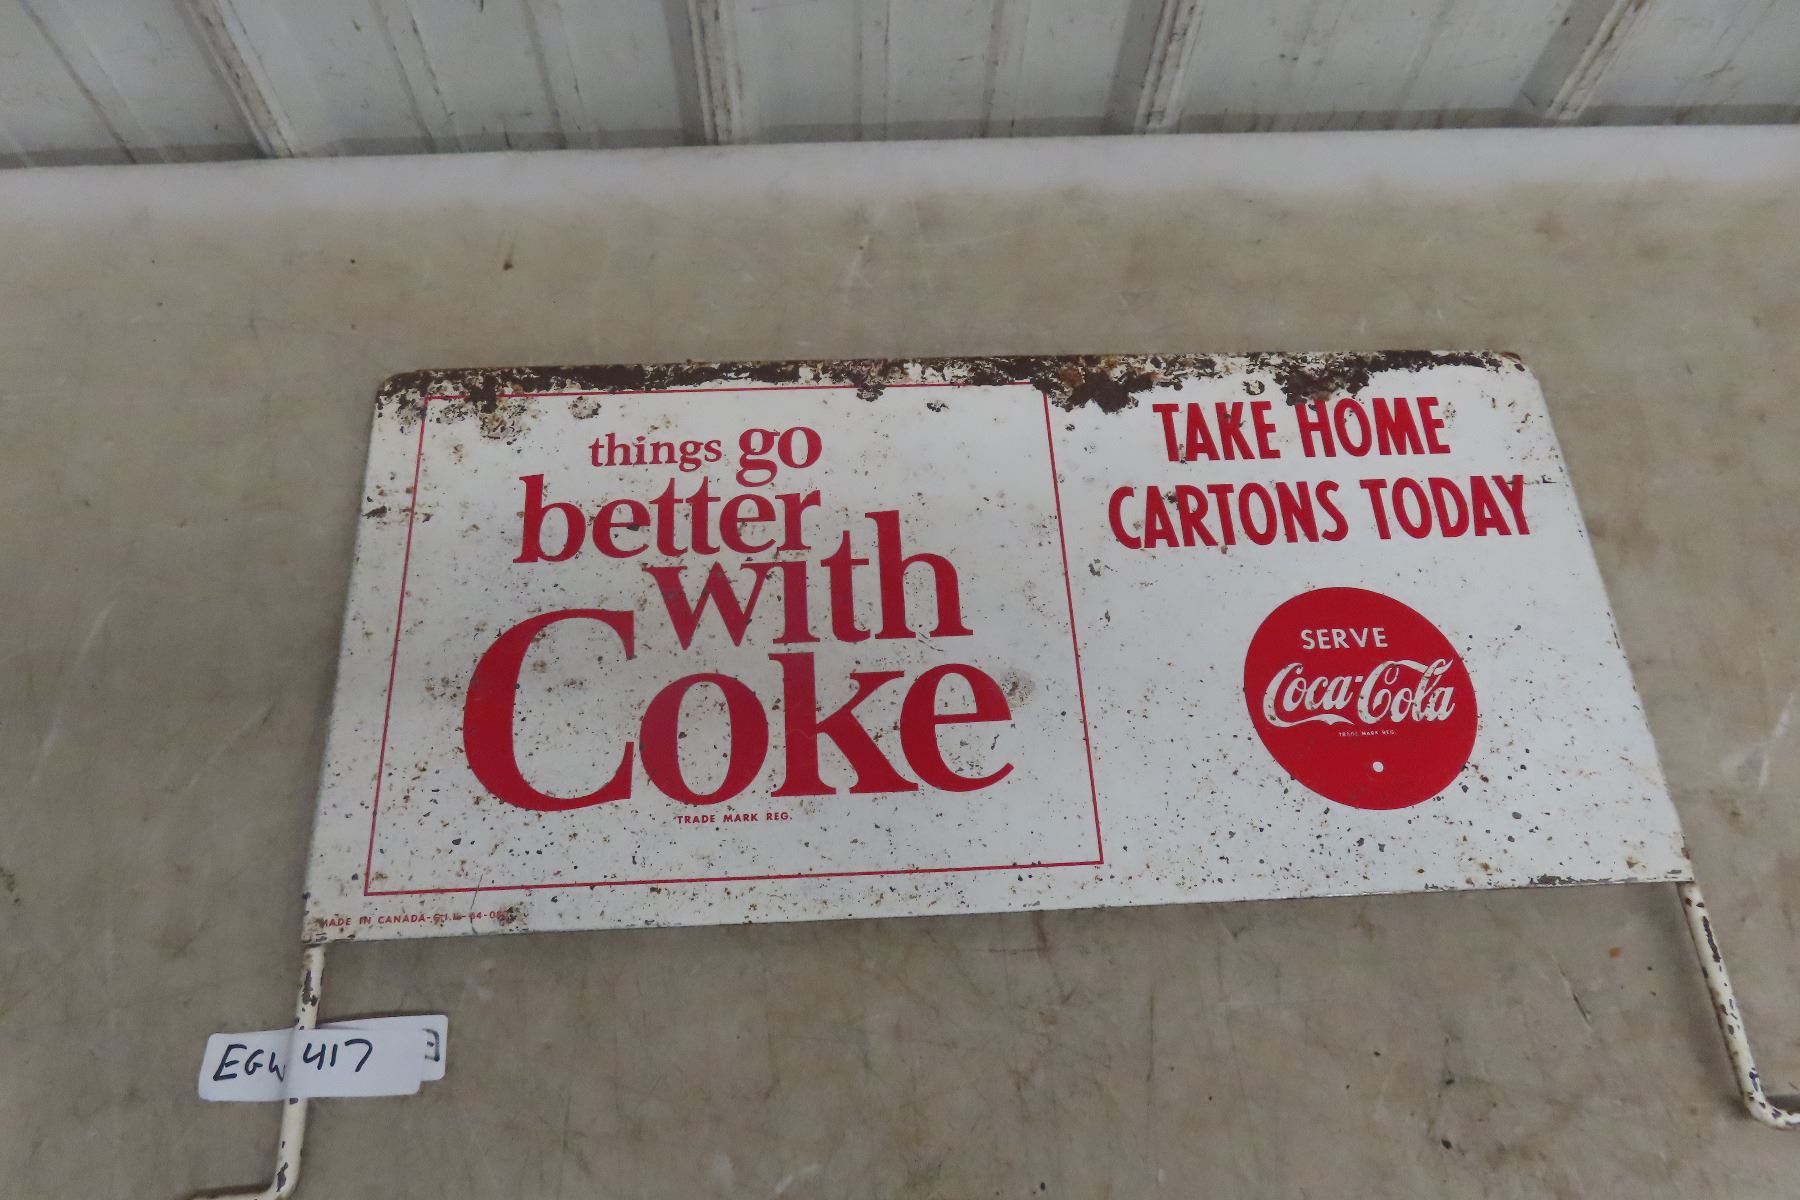 things go
better
with
Coke
TRADE MARK REG.
TAKE HOME
CARTONS TODAY
SERVE
Coca-Cola
TRADE MARK REG.
MADE IN CANADA
EGW 417